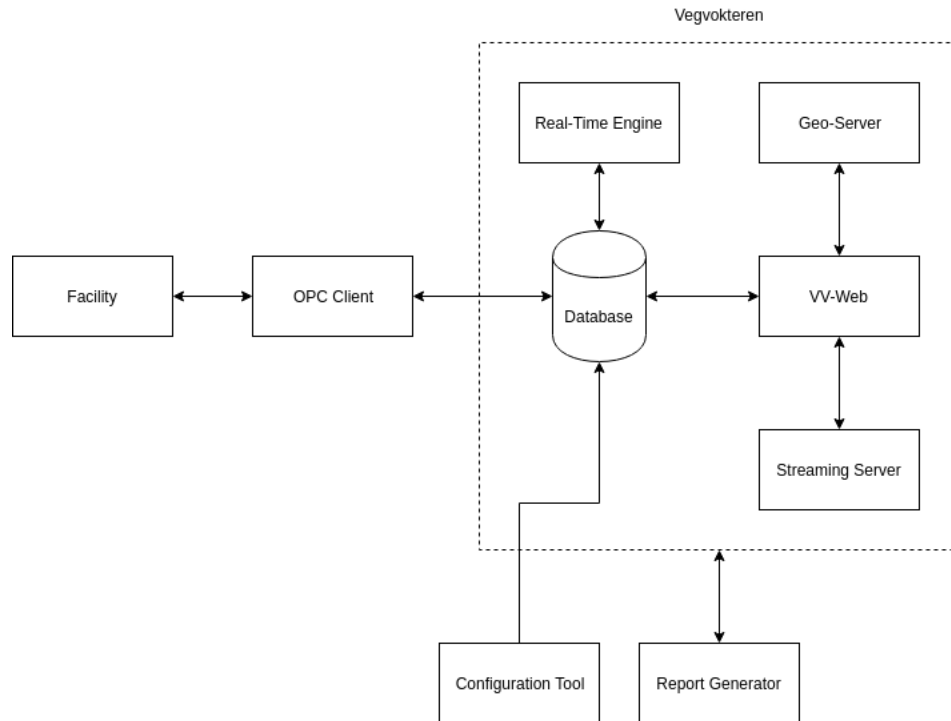 Vegvokteren
Real-Time Engine
Geo-Server
Facility
OPC Client
Database
VV-Web
Streaming Server
Configuration Tool
Report Generator